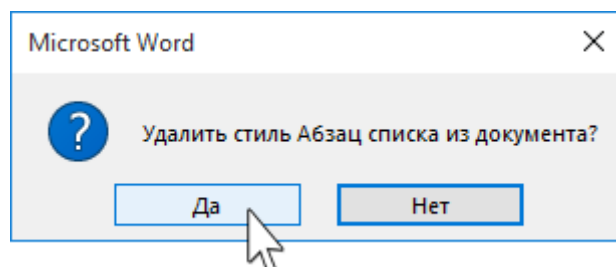 Microsoft Word
Удалить стиль Абзац списка из документа?
Да
Нет